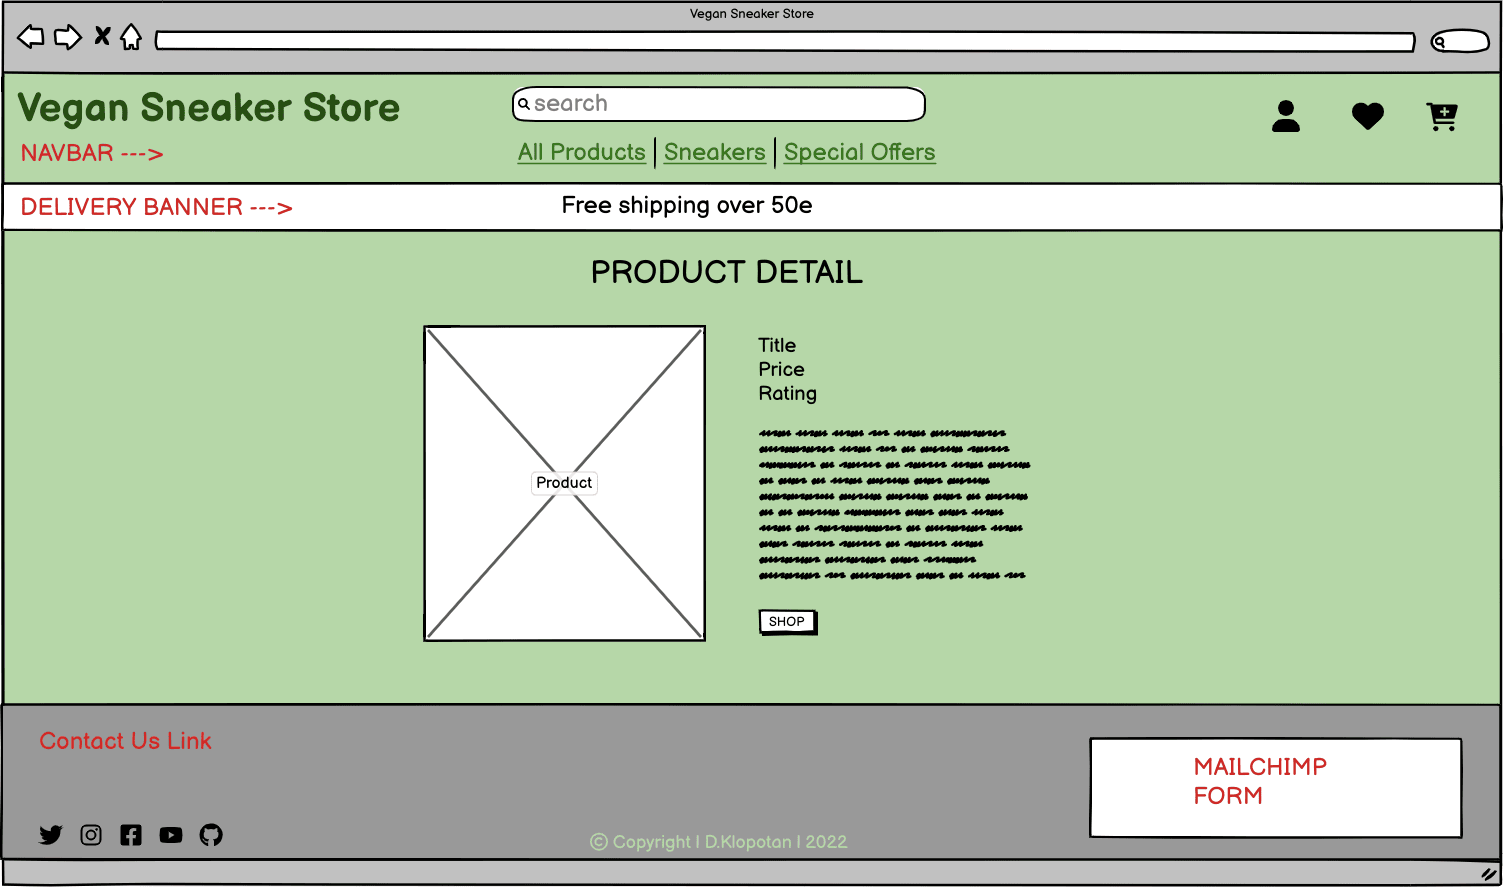 Vegan Sneaker Store
Vegan Sneaker Store
search
NAVBAR --->
All Products | Sneakers | Special Offers
DELIVERY BANNER --->
Free shipping over 50e
PRODUCT DETAIL
Product
Title
Price
Rating
SHOP
Contact Us Link
MAILCHIMP
FORM
© Copyright | D.Klopotan | 2022